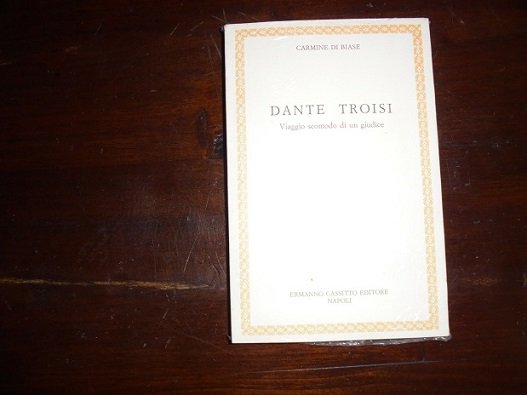 CARMINE DI BIASE
DANTE TROISI
Viaggio scomodo di un giudice
ERMANNO CASSITTO EDITORE
NAPOLI